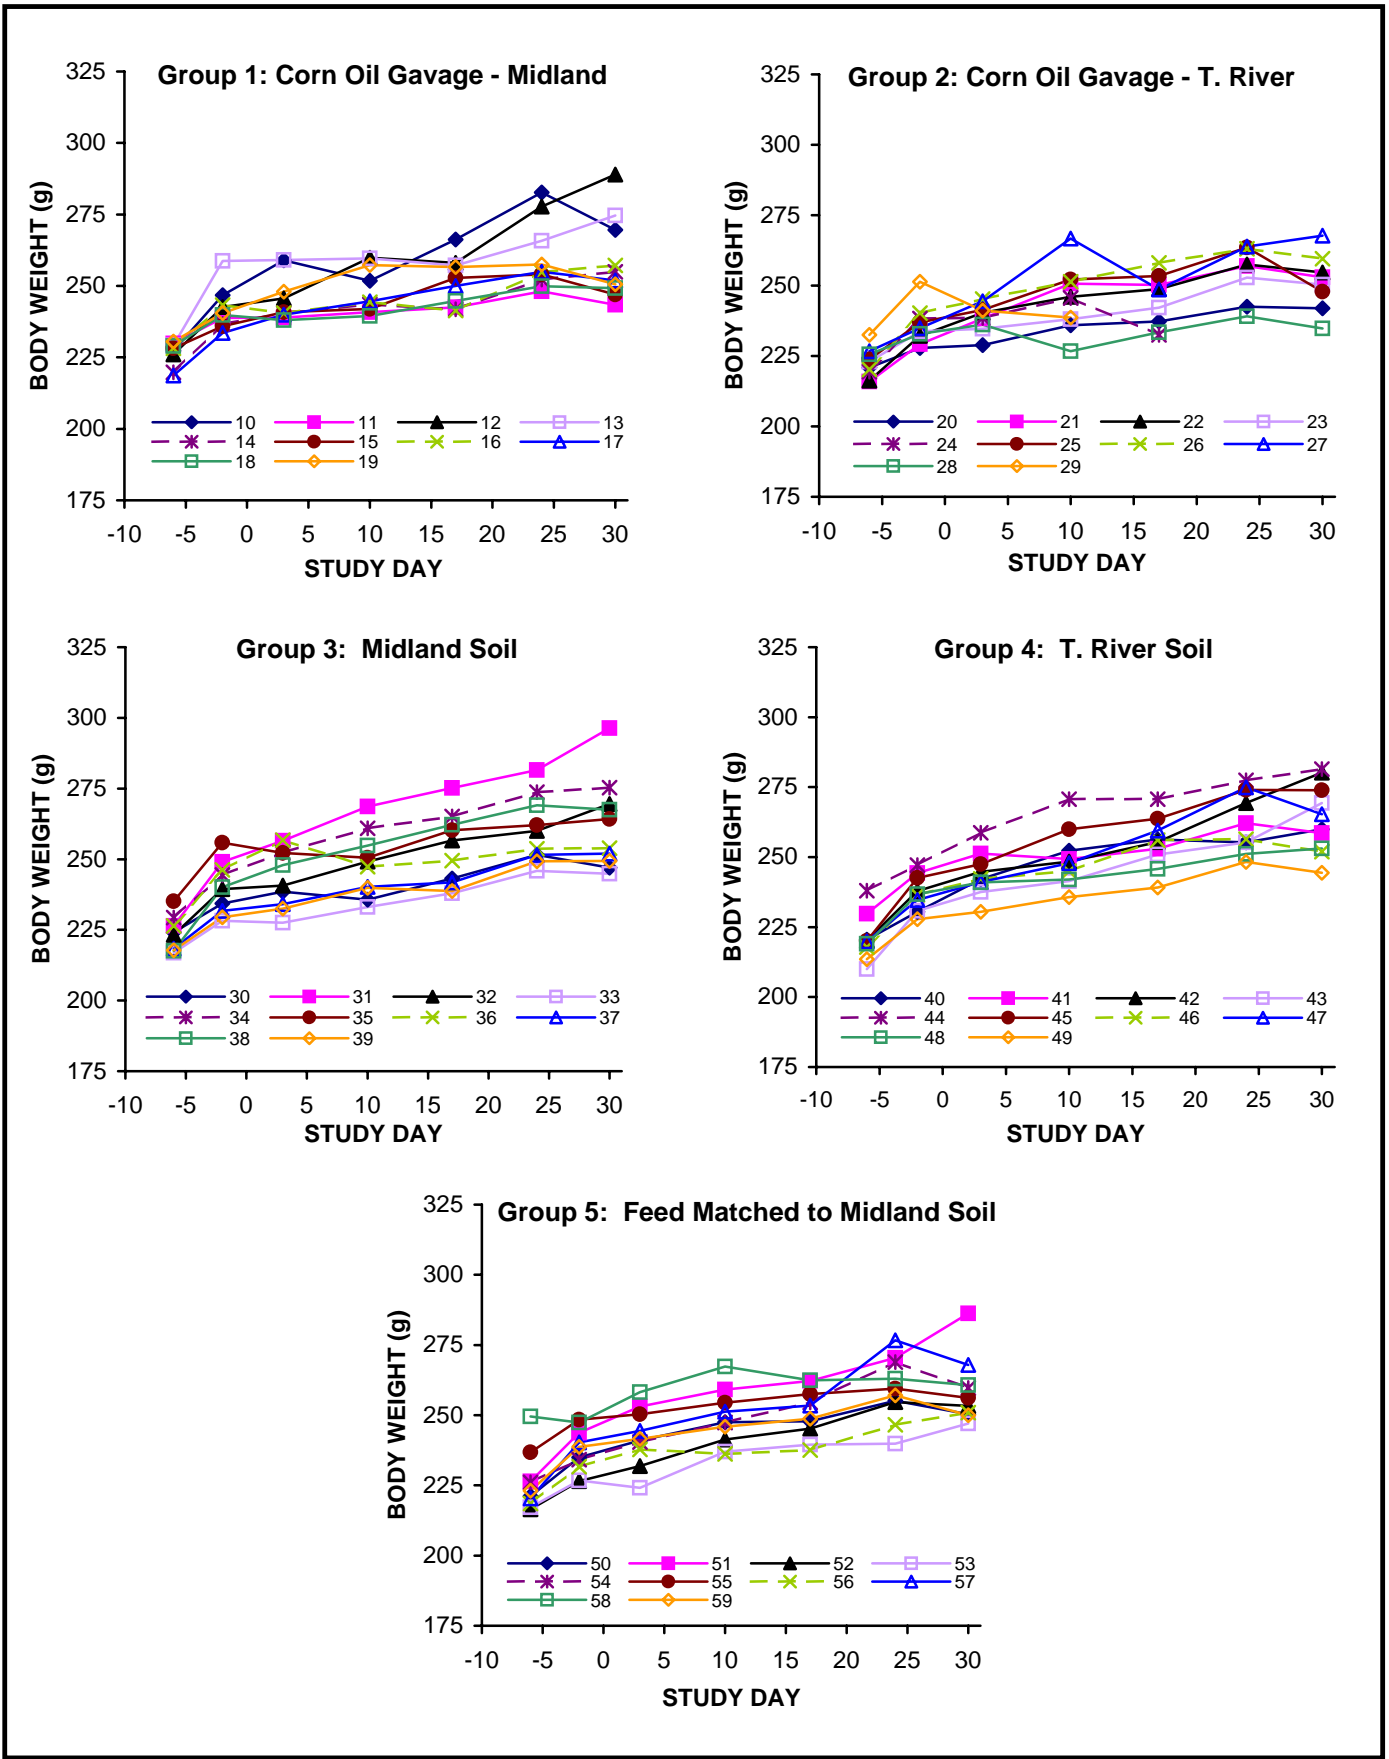 Group 1: Corn Oil Gavage - Midland
325
300
275
250
225
200
175
BODY WEIGHT (g)
10 11 12 13
14 15 16 17
18 19
-10 -5 0 5 10 15 20 25 30
STUDY DAY
Group 2: Corn Oil Gavage - T. River
325
300
275
250
225
200
175
BODY WEIGHT (g)
20 21 22 23
24 25 26 27
28 29
-10 -5 0 5 10 15 20 25 30
STUDY DAY
Group 3: Midland Soil
325
300
275
250
225
200
175
BODY WEIGHT (g)
30 31 32 33
34 35 36 37
38 39
-10 -5 0 5 10 15 20 25 30
STUDY DAY
Group 4: T. River Soil
325
300
275
250
225
200
175
BODY WEIGHT (g)
40 41 42 43
44 45 46 47
48 49
-10 -5 0 5 10 15 20 25 30
STUDY DAY
Group 5: Feed Matched to Midland Soil
325
300
275
250
225
200
175
BODY WEIGHT (g)
50 51 52 53
54 55 56 57
58 59
-10 -5 0 5 10 15 20 25 30
STUDY DAY